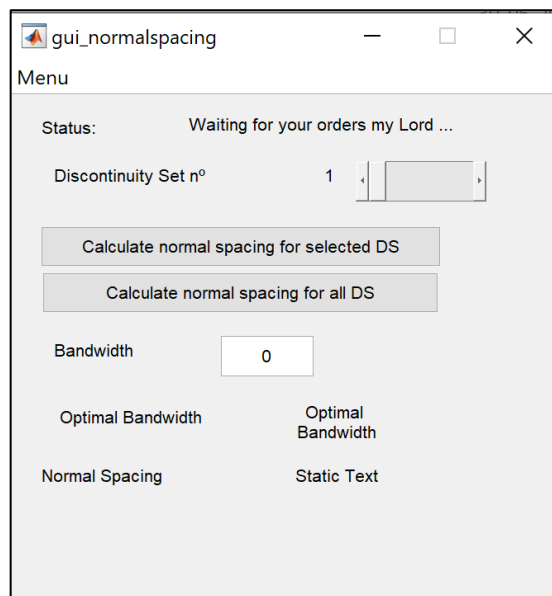 gui_normalspacing
Menu
Status: Waiting for your orders my Lord ...
Discontinuity Set nº 1
Calculate normal spacing for selected DS
Calculate normal spacing for all DS
Bandwidth 0
Optimal Bandwidth Optimal
Bandwidth
Normal Spacing Static Text